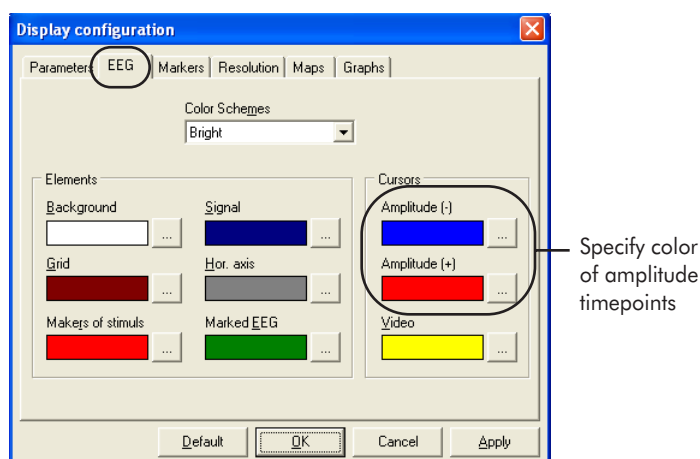 Display configuration
Parameters EEG Markers Resolution Maps Graphs
Color Schemes
Bright
Elements
Cursors
Background
Signal
Amplitude (-)
...
...
...
Grid
Hor. axis
Amplitude (+)
...
...
...
Makers of stimuls
Marked EEG
Video
...
...
...
Default
OK
Cancel
Apply
Specify color
of amplitude
timepoints